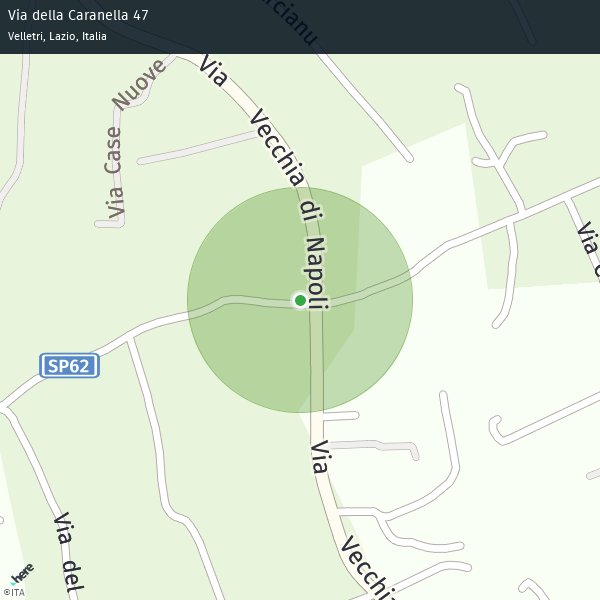 Via della Caranella 47
Velletri, Lazio, Italia
Via Vecchia di Napoli
Via Case Nuove
SP62
Via
Vecchia
Via del
here
©ITA